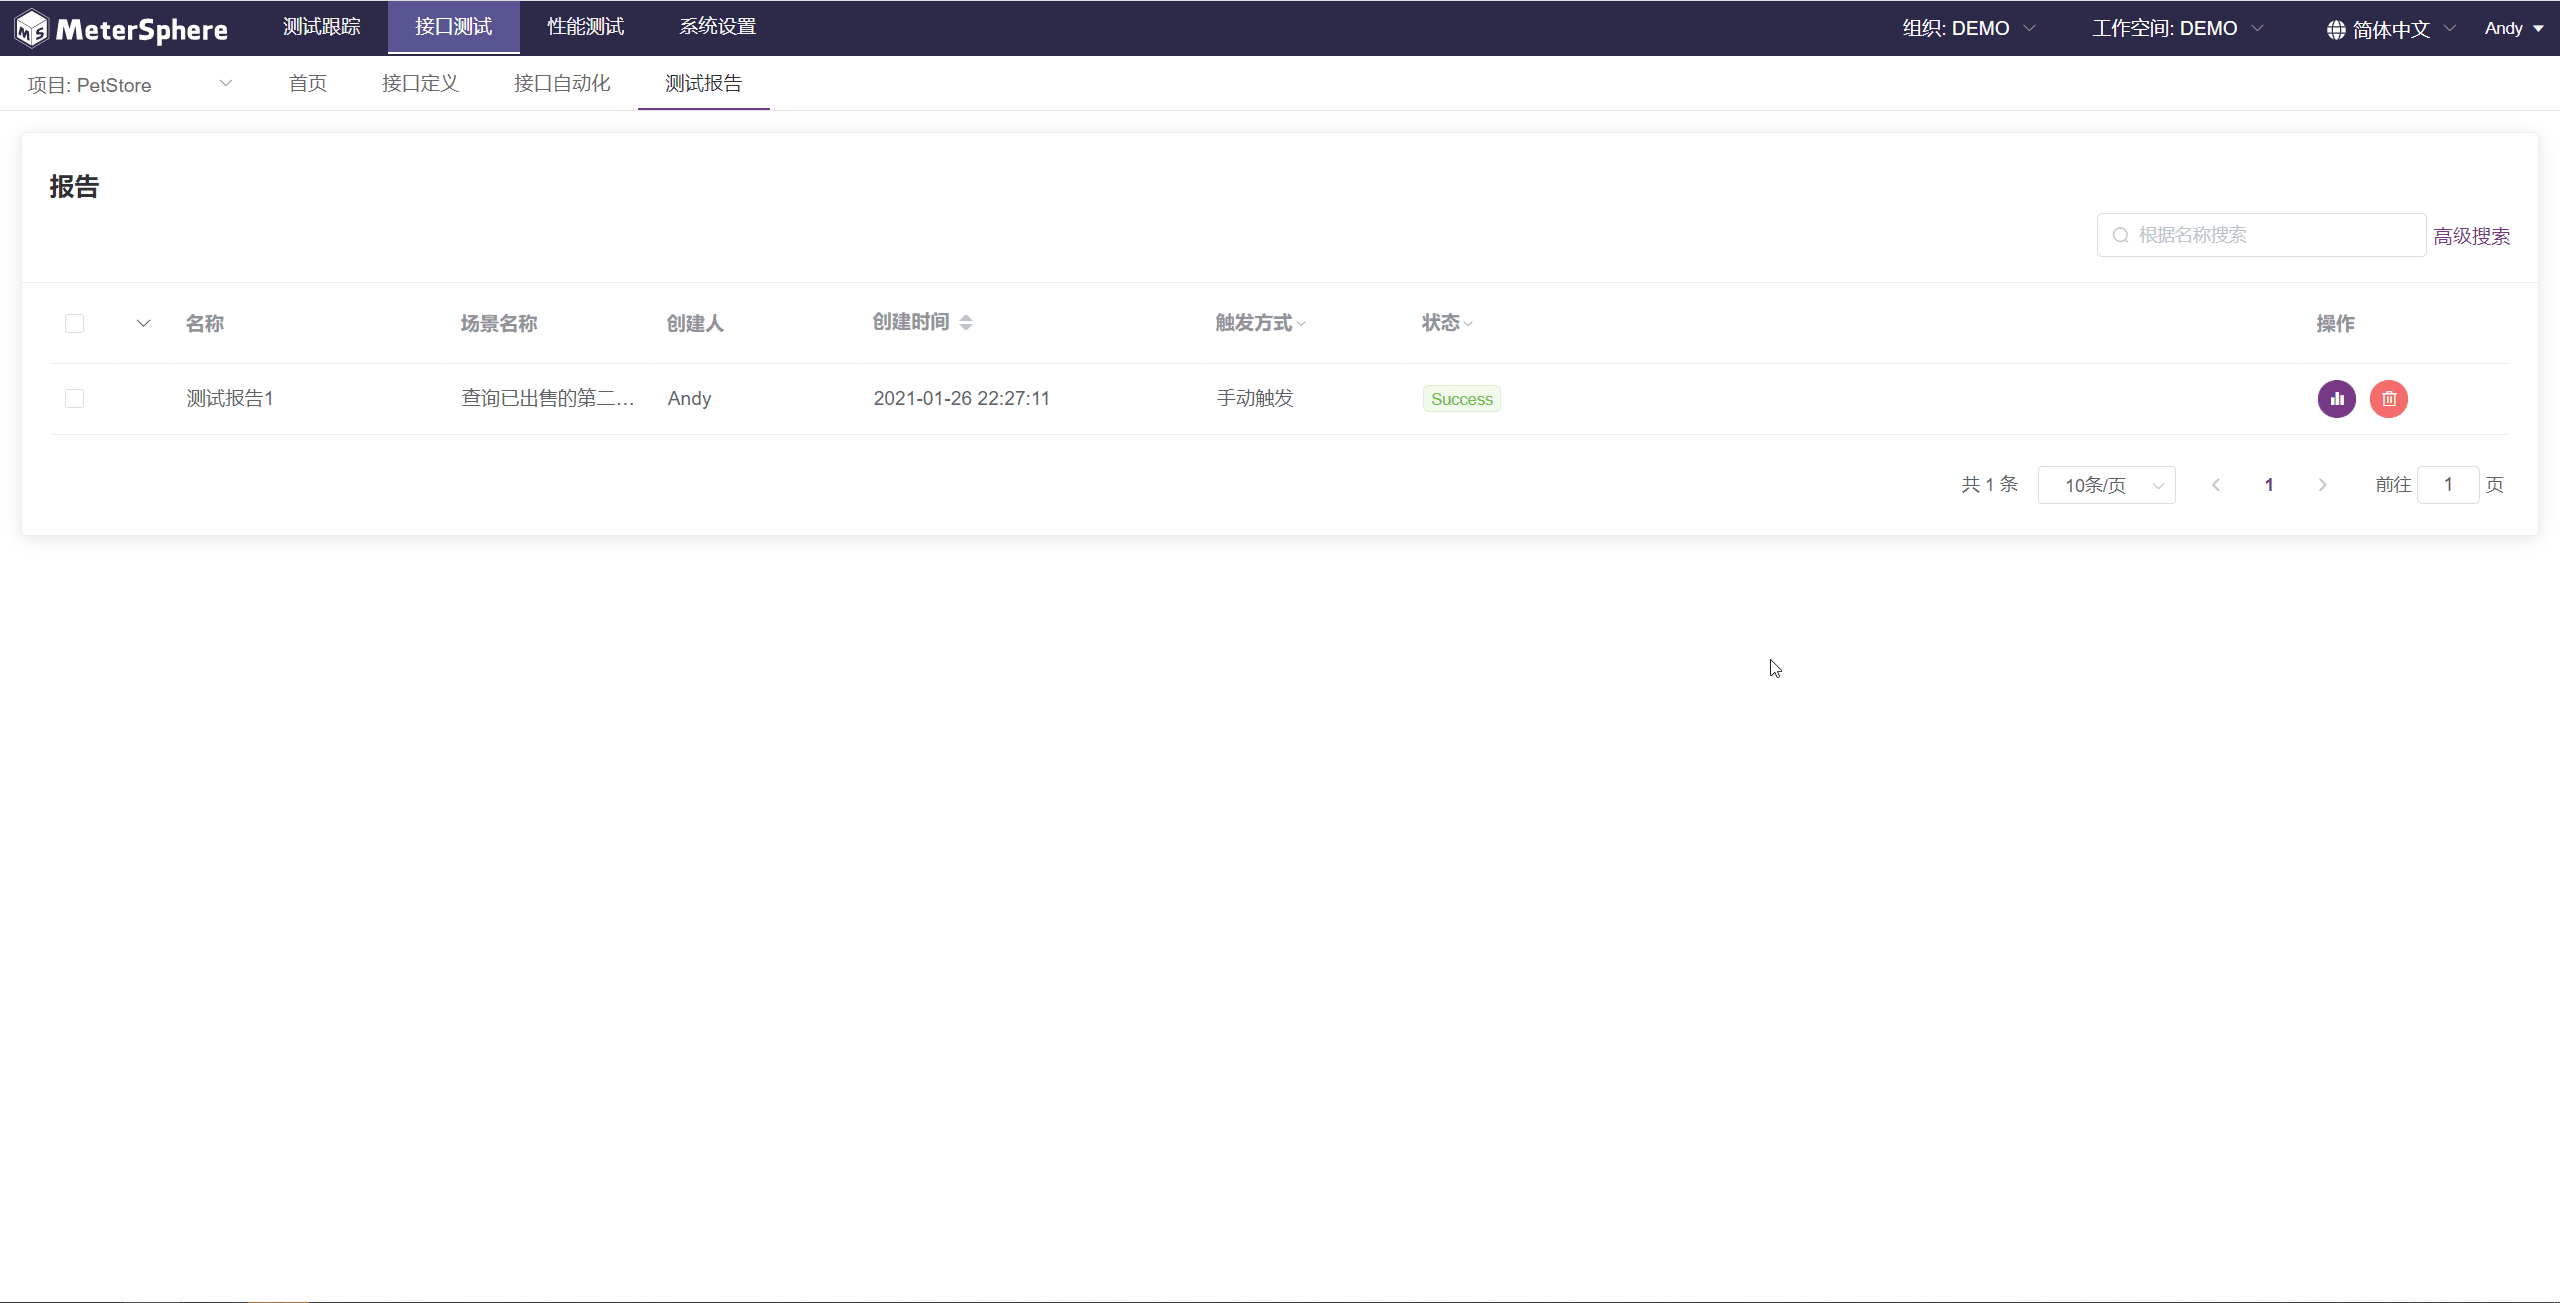 MeterSphere 测试跟踪 接口测试 性能测试 系统设置 组织: DEMO 工作空间: DEMO 简体中文 Andy
项目: PetStore 首页 接口定义 接口自动化 测试报告
报告
根据名称搜索 高级搜索
名称 场景名称 创建人 创建时间 触发方式 状态 操作
测试报告1 查询已出售的第二... Andy 2021-01-26 22:27:11 手动触发 Success
共 1 条 10条/页 1 前往 1 页